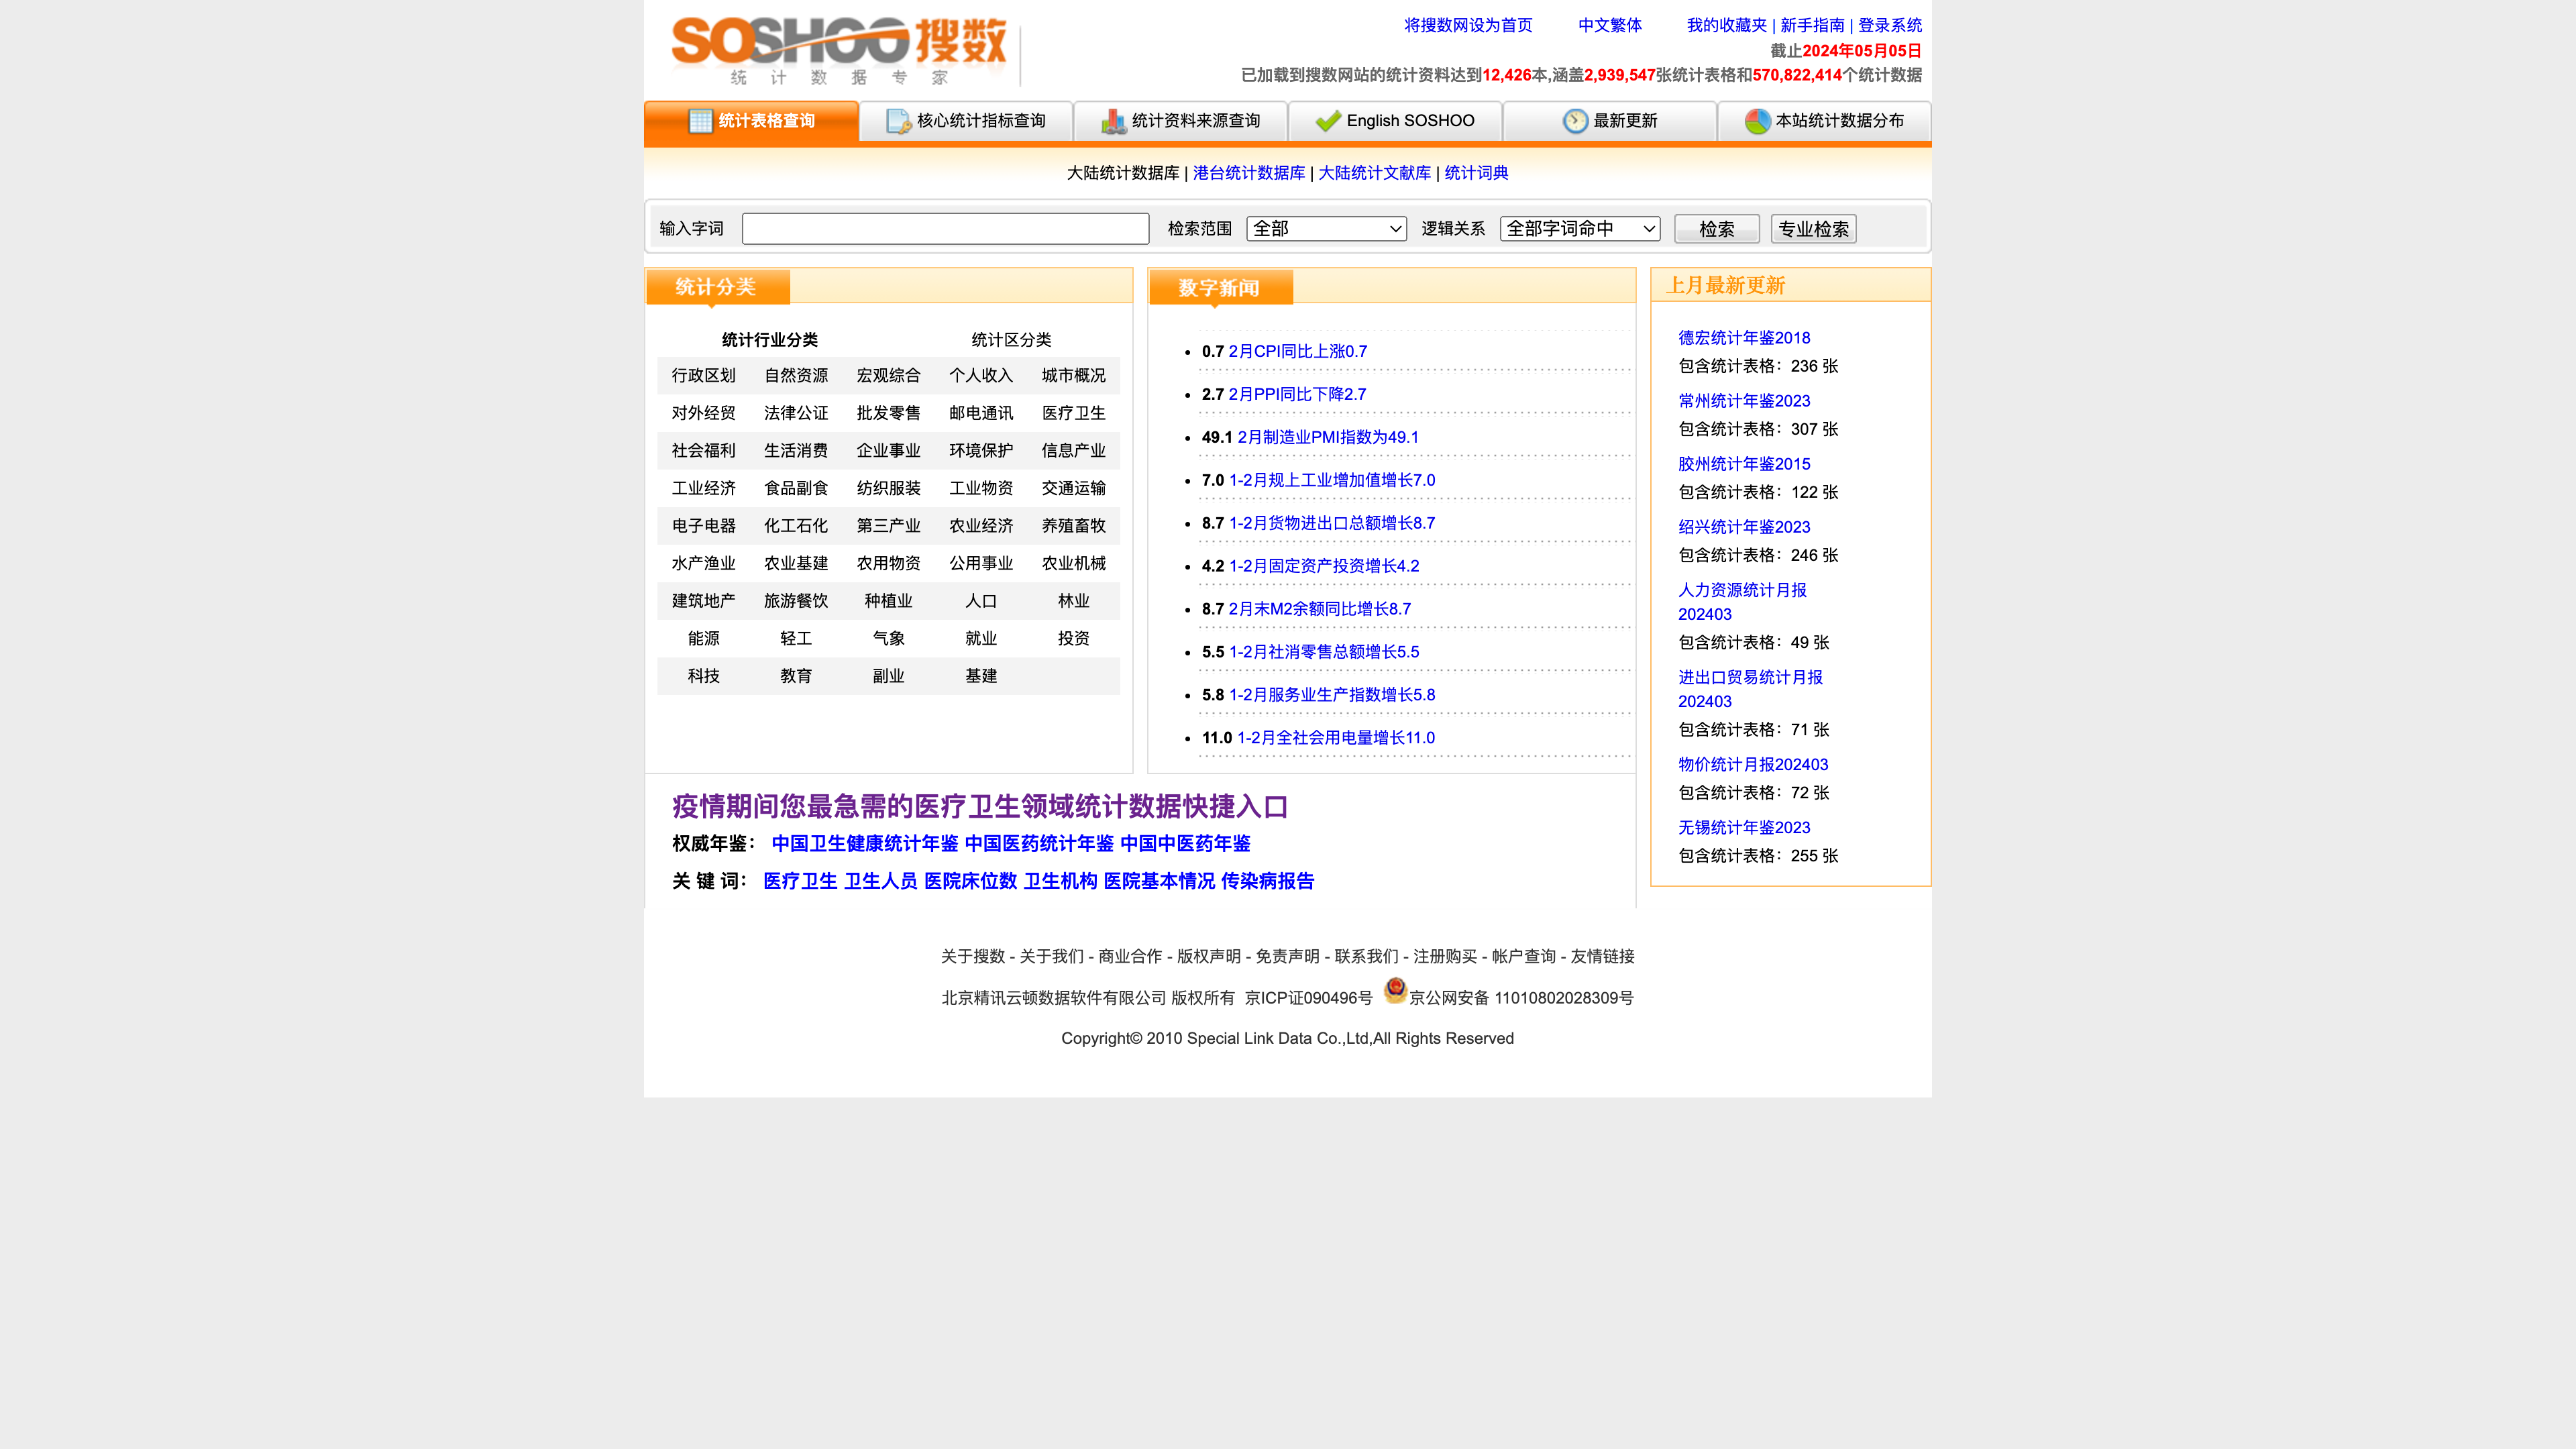 SOSHOO搜数
统 计 数 据 专 家
将搜数网设为首页 中文繁体 我的收藏夹 | 新手指南 | 登录系统
截止2024年05月05日
已加载到搜数网站的统计资料达到12,426本,涵盖2,939,547张统计表格和570,822,414个统计数据
统计表格查询 核心统计指标查询 统计资料来源查询 English SOSHOO 最新更新 本站统计数据分布
大陆统计数据库 | 港台统计数据库 | 大陆统计文献库 | 统计词典
输入字词 检索范围 全部 逻辑关系 全部字词命中 检索 专业检索
统计分类
统计行业分类 统计区分类
行政区划 自然资源 宏观综合 个人收入 城市概况
对外经贸 法律公证 批发零售 邮电通讯 医疗卫生
社会福利 生活消费 企业事业 环境保护 信息产业
工业经济 食品副食 纺织服装 工业物资 交通运输
电子电器 化工石化 第三产业 农业经济 养殖畜牧
水产渔业 农业基建 农用物资 公用事业 农业机械
建筑地产 旅游餐饮 种植业 人口 林业
能源 轻工 气象 就业 投资
科技 教育 副业 基建
数字新闻
0.7 2月CPI同比上涨0.7
2.7 2月PPI同比下降2.7
49.1 2月制造业PMI指数为49.1
7.0 1-2月规上工业增加值增长7.0
8.7 1-2月货物进出口总额增长8.7
4.2 1-2月固定资产投资增长4.2
8.7 2月末M2余额同比增长8.7
5.5 1-2月社消零售总额增长5.5
5.8 1-2月服务业生产指数增长5.8
11.0 1-2月全社会用电量增长11.0
上月最新更新
德宏统计年鉴2018
包含统计表格：236 张
常州统计年鉴2023
包含统计表格：307 张
胶州统计年鉴2015
包含统计表格：122 张
绍兴统计年鉴2023
包含统计表格：246 张
人力资源统计月报
202403
包含统计表格：49 张
进出口贸易统计月报
202403
包含统计表格：71 张
物价统计月报202403
包含统计表格：72 张
无锡统计年鉴2023
包含统计表格：255 张
疫情期间您最急需的医疗卫生领域统计数据快捷入口
权威年鉴： 中国卫生健康统计年鉴 中国医药统计年鉴 中国中医药年鉴
关 键 词： 医疗卫生 卫生人员 医院床位数 卫生机构 医院基本情况 传染病报告
关于搜数 - 关于我们 - 商业合作 - 版权声明 - 免责声明 - 联系我们 - 注册购买 - 帐户查询 - 友情链接
北京精讯云顿数据软件有限公司 版权所有 京ICP证090496号 京公网安备 11010802028309号
Copyright© 2010 Special Link Data Co.,Ltd,All Rights Reserved